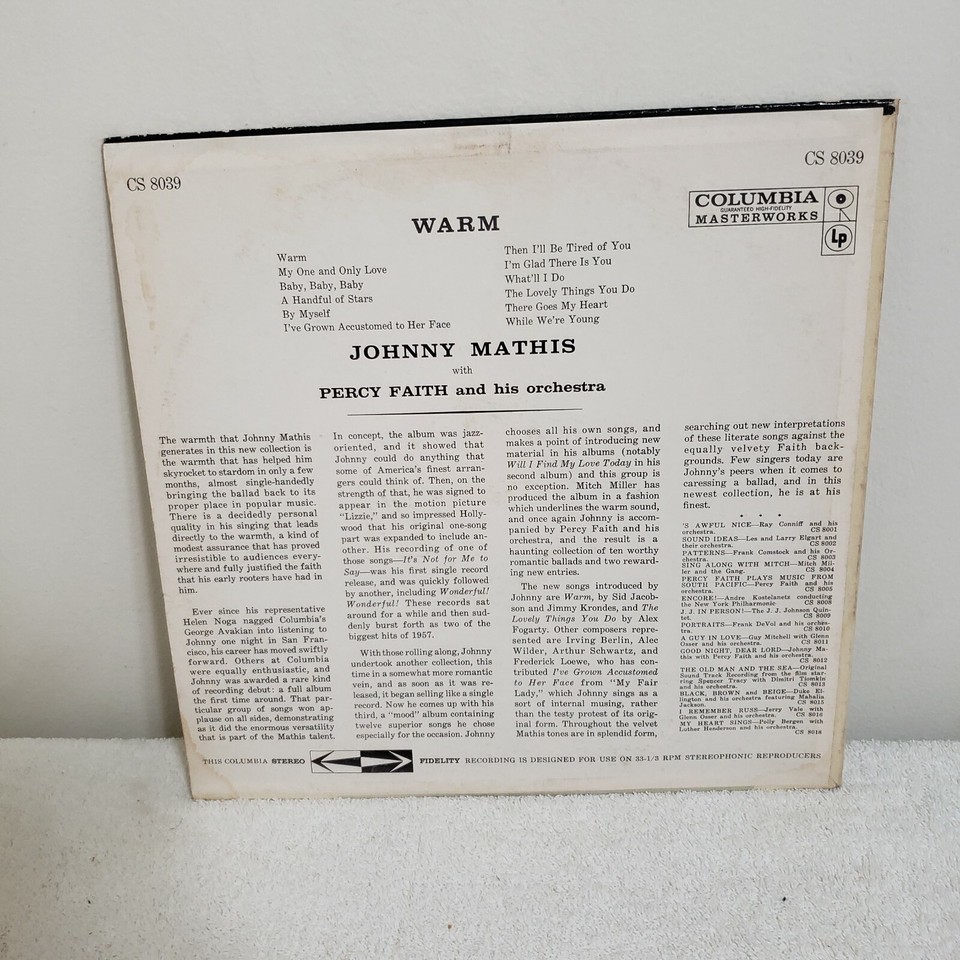 CS 8039
CS 8039
COLUMBIA
GUARANTEED HIGH-FIDELITY
MASTERWORKS
Lp
WARM
Warm
My One and Only Love
Baby, Baby, Baby
A Handful of Stars
By Myself
I've Grown Accustomed to Her Face
Then I'll Be Tired of You
I'm Glad There Is You
What'll I Do
The Lovely Things You Do
There Goes My Heart
While We're Young
JOHNNY MATHIS
with
PERCY FAITH and his orchestra
The warmth that Johnny Mathis
generates in this new collection is
the warmth that has helped him
skyrocket to stardom in only a few
months, almost single-handedly
bringing the ballad back to its
proper place in popular music.
There is a decidedly personal
quality in his singing that leads
directly to the warmth, a kind of
modest assurance that has proved
irresistible to audiences every-
where and fully justified the faith
that his early rooters have had in
him.
Ever since his representative
Helen Noga nagged Columbia's
George Avakian into listening to
Johnny one night in San Fran-
cisco, his career has moved swiftly
forward. Others at Columbia
were equally enthusiastic, and
Johnny was awarded a rare kind
of recording debut: a full album
the first time around. That par-
ticular group of songs won ap-
plause on all sides, demonstrating
as it did the enormous versatility
that is part of the Mathis talent.
In concept, the album was jazz-
oriented, and it showed that
Johnny could do anything that
some of America's finest arran-
gers could think of. Then, on the
strength of that, he was signed to
appear in the motion picture
"Lizzie," and so impressed Holly-
wood that his original one-song
part was expanded to include an-
other. His recording of one of
those songs—It's Not for Me to
Say—was his first single record
release, and was quickly followed
by another, including Wonderful!
Wonderful! These records sat
around for a while and then sud-
denly burst forth as two of the
biggest hits of 1957.
With those rolling along, Johnny
undertook another collection, this
time in a somewhat more romantic
vein, and as soon as it was re-
leased, it began selling like a single
record. Now he comes up with his
third, a "mood" album containing
twelve superior songs he chose
especially for the occasion. Johnny
chooses all his own songs, and
makes a point of introducing new
material in his albums (notably
Will I Find My Love Today in his
second album) and this group is
no exception. Mitch Miller has
produced the album in a fashion
which underlines the warm sound,
and once again Johnny is accom-
panied by Percy Faith and his
orchestra, and the result is a
haunting collection of ten worthy
romantic ballads and two reward-
ing new entries.
The new songs introduced by
Johnny are Warm, by Sid Jacob-
son and Jimmy Krondes, and The
Lovely Things You Do by Alex
Fogarty. Other composers repre-
sented are Irving Berlin, Alec
Wilder, Arthur Schwartz, and
Frederick Loewe, who has con-
tributed I've Grown Accustomed
to Her Face from "My Fair
Lady," which Johnny sings as a
sort of internal musing, rather
than the testy protest of its orig-
inal form. Throughout the velvet
Mathis tones are in splendid form,
searching out new interpretations
of these literate songs against the
equally velvety Faith back-
grounds. Few singers today are
Johnny's peers when it comes to
caressing a ballad, and in this
newest collection, he is at his
finest.
• • •
'S AWFUL NICE—Ray Conniff and his
orchestra. CS 8001
SOUND IDEAS—Les and Larry Elgart and
their orchestra. CS 8002
PATTERNS—Frank Comstock and his Or-
chestra. CS 8003
SING ALONG WITH MITCH—Mitch Mil-
ler and the Gang. CS 8004
PERCY FAITH PLAYS MUSIC FROM
SOUTH PACIFIC—Percy Faith and his
orchestra. CS 8005
ENCORE!—Andre Kostelanetz conducting
the New York Philharmonic CS 8008
J. J. IN PERSON!—The J. J. Johnson Quin-
tet. CS 8009
PORTRAITS—Frank DeVol and his orches-
tra. CS 8010
A GUY IN LOVE—Guy Mitchell with Glenn
Osser and his orchestra. CS 8011
GOOD NIGHT, DEAR LORD—Johnny Ma-
this with Percy Faith and his orchestra.
CS 8012
THE OLD MAN AND THE SEA—Original
Sound Track Recording from the film star-
ring Spencer Tracy with Dimitri Tiomkin
and his orchestra. CS 8013
BLACK, BROWN and BEIGE—Duke El-
lington and his orchestra featuring Mahalia
Jackson. CS 8015
I REMEMBER RUSS—Jerry Vale with
Glenn Osser and his orchestra. CS 8016
MY HEART SINGS—Polly Bergen with
Luther Henderson and his orchestra.
CS 8018
THIS COLUMBIA STEREO FIDELITY RECORDING IS DESIGNED FOR USE ON 33-1/3 RPM STEREOPHONIC REPRODUCERS